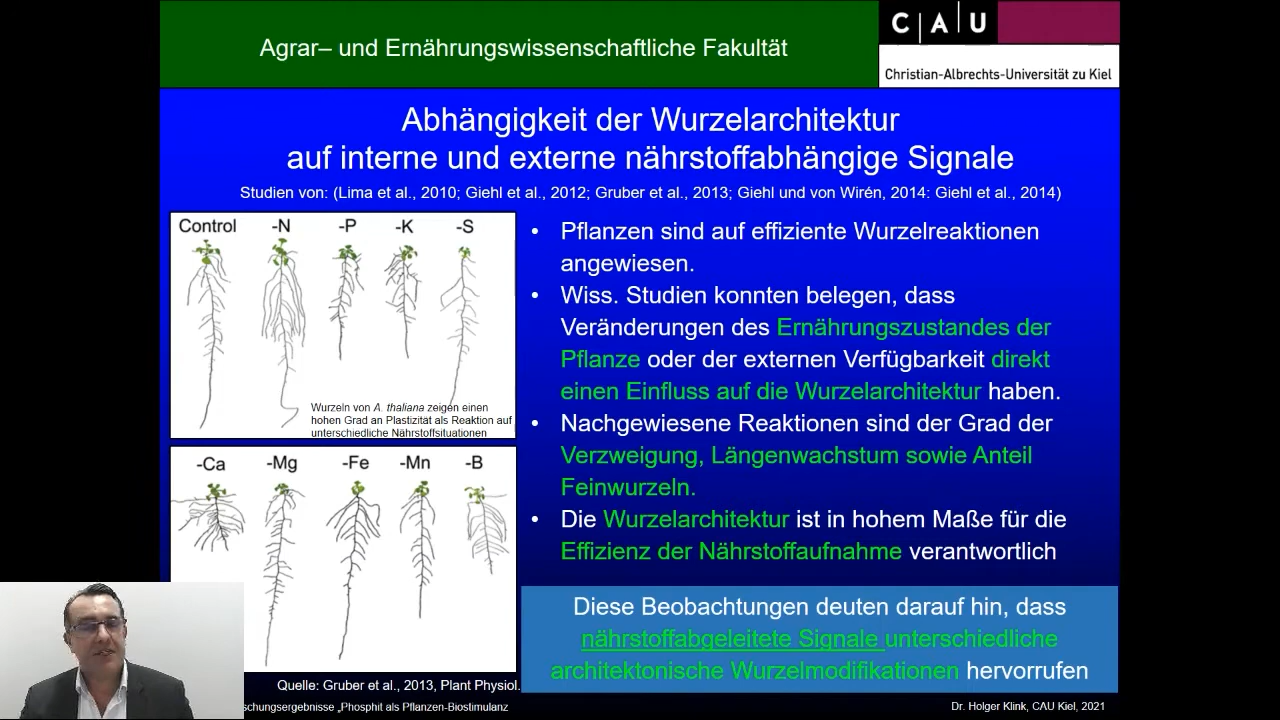 Agrar– und Ernährungswissenschaftliche Fakultät
CAU
Christian-Albrechts-Universität zu Kiel
Abhängigkeit der Wurzelarchitektur
auf interne und externe nährstoffabhängige Signale
Studien von: (Lima et al., 2010; Giehl et al., 2012; Gruber et al., 2013; Giehl und von Wirén, 2014: Giehl et al., 2014)
Control -N -P -K -S
Wurzeln von A. thaliana zeigen einen
hohen Grad an Plastizität als Reaktion auf
unterschiedliche Nährstoffsituationen
-Ca -Mg -Fe -Mn -B
Quelle: Gruber et al., 2013, Plant Physiol.
• Pflanzen sind auf effiziente Wurzelreaktionen
angewiesen.
• Wiss. Studien konnten belegen, dass
Veränderungen des Ernährungszustandes der
Pflanze oder der externen Verfügbarkeit direkt
einen Einfluss auf die Wurzelarchitektur haben.
• Nachgewiesene Reaktionen sind der Grad der
Verzweigung, Längenwachstum sowie Anteil
Feinwurzeln.
• Die Wurzelarchitektur ist in hohem Maße für die
Effizienz der Nährstoffaufnahme verantwortlich
Diese Beobachtungen deuten darauf hin, dass
nährstoffabgeleitete Signale unterschiedliche
architektonische Wurzelmodifikationen hervorrufen
schungsergebnisse „Phosphit als Pflanzen-Biostimulanz
Dr. Holger Klink, CAU Kiel, 2021